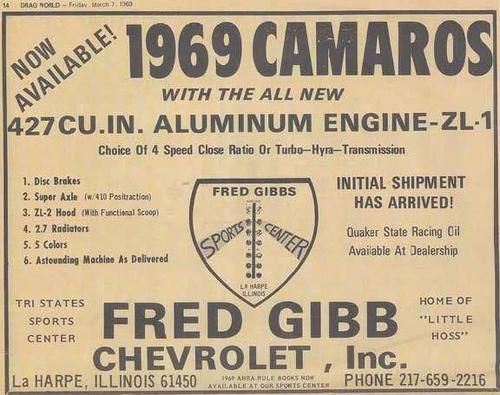 14 DRAG WORLD — Friday, March 7, 1969
NOW
AVAILABLE!
1969 CAMAROS
WITH THE ALL NEW
427CU.IN. ALUMINUM ENGINE-ZL-1
Choice Of 4 Speed Close Ratio Or Turbo–Hyra–Transmission
1. Disc Brakes
2. Super Axle (w/410 Positraction)
3. ZL-2 Hood (With Functional Scoop)
4. 2.7 Radiators
5. 5 Colors
6. Astounding Machine As Delivered
FRED GIBBS
SPORTS CENTER
LA HARPE
ILLINOIS
INITIAL SHIPMENT
HAS ARRIVED!
Quaker State Racing Oil
Available At Dealership
TRI STATES
SPORTS
CENTER
FRED GIBB
CHEVROLET , Inc.
HOME OF
"LITTLE
HOSS"
La HARPE, ILLINOIS 61450
1969 AHRA RULE BOOKS NOW
AVAILABLE AT OUR SPORTS CENTER
PHONE 217-659-2216